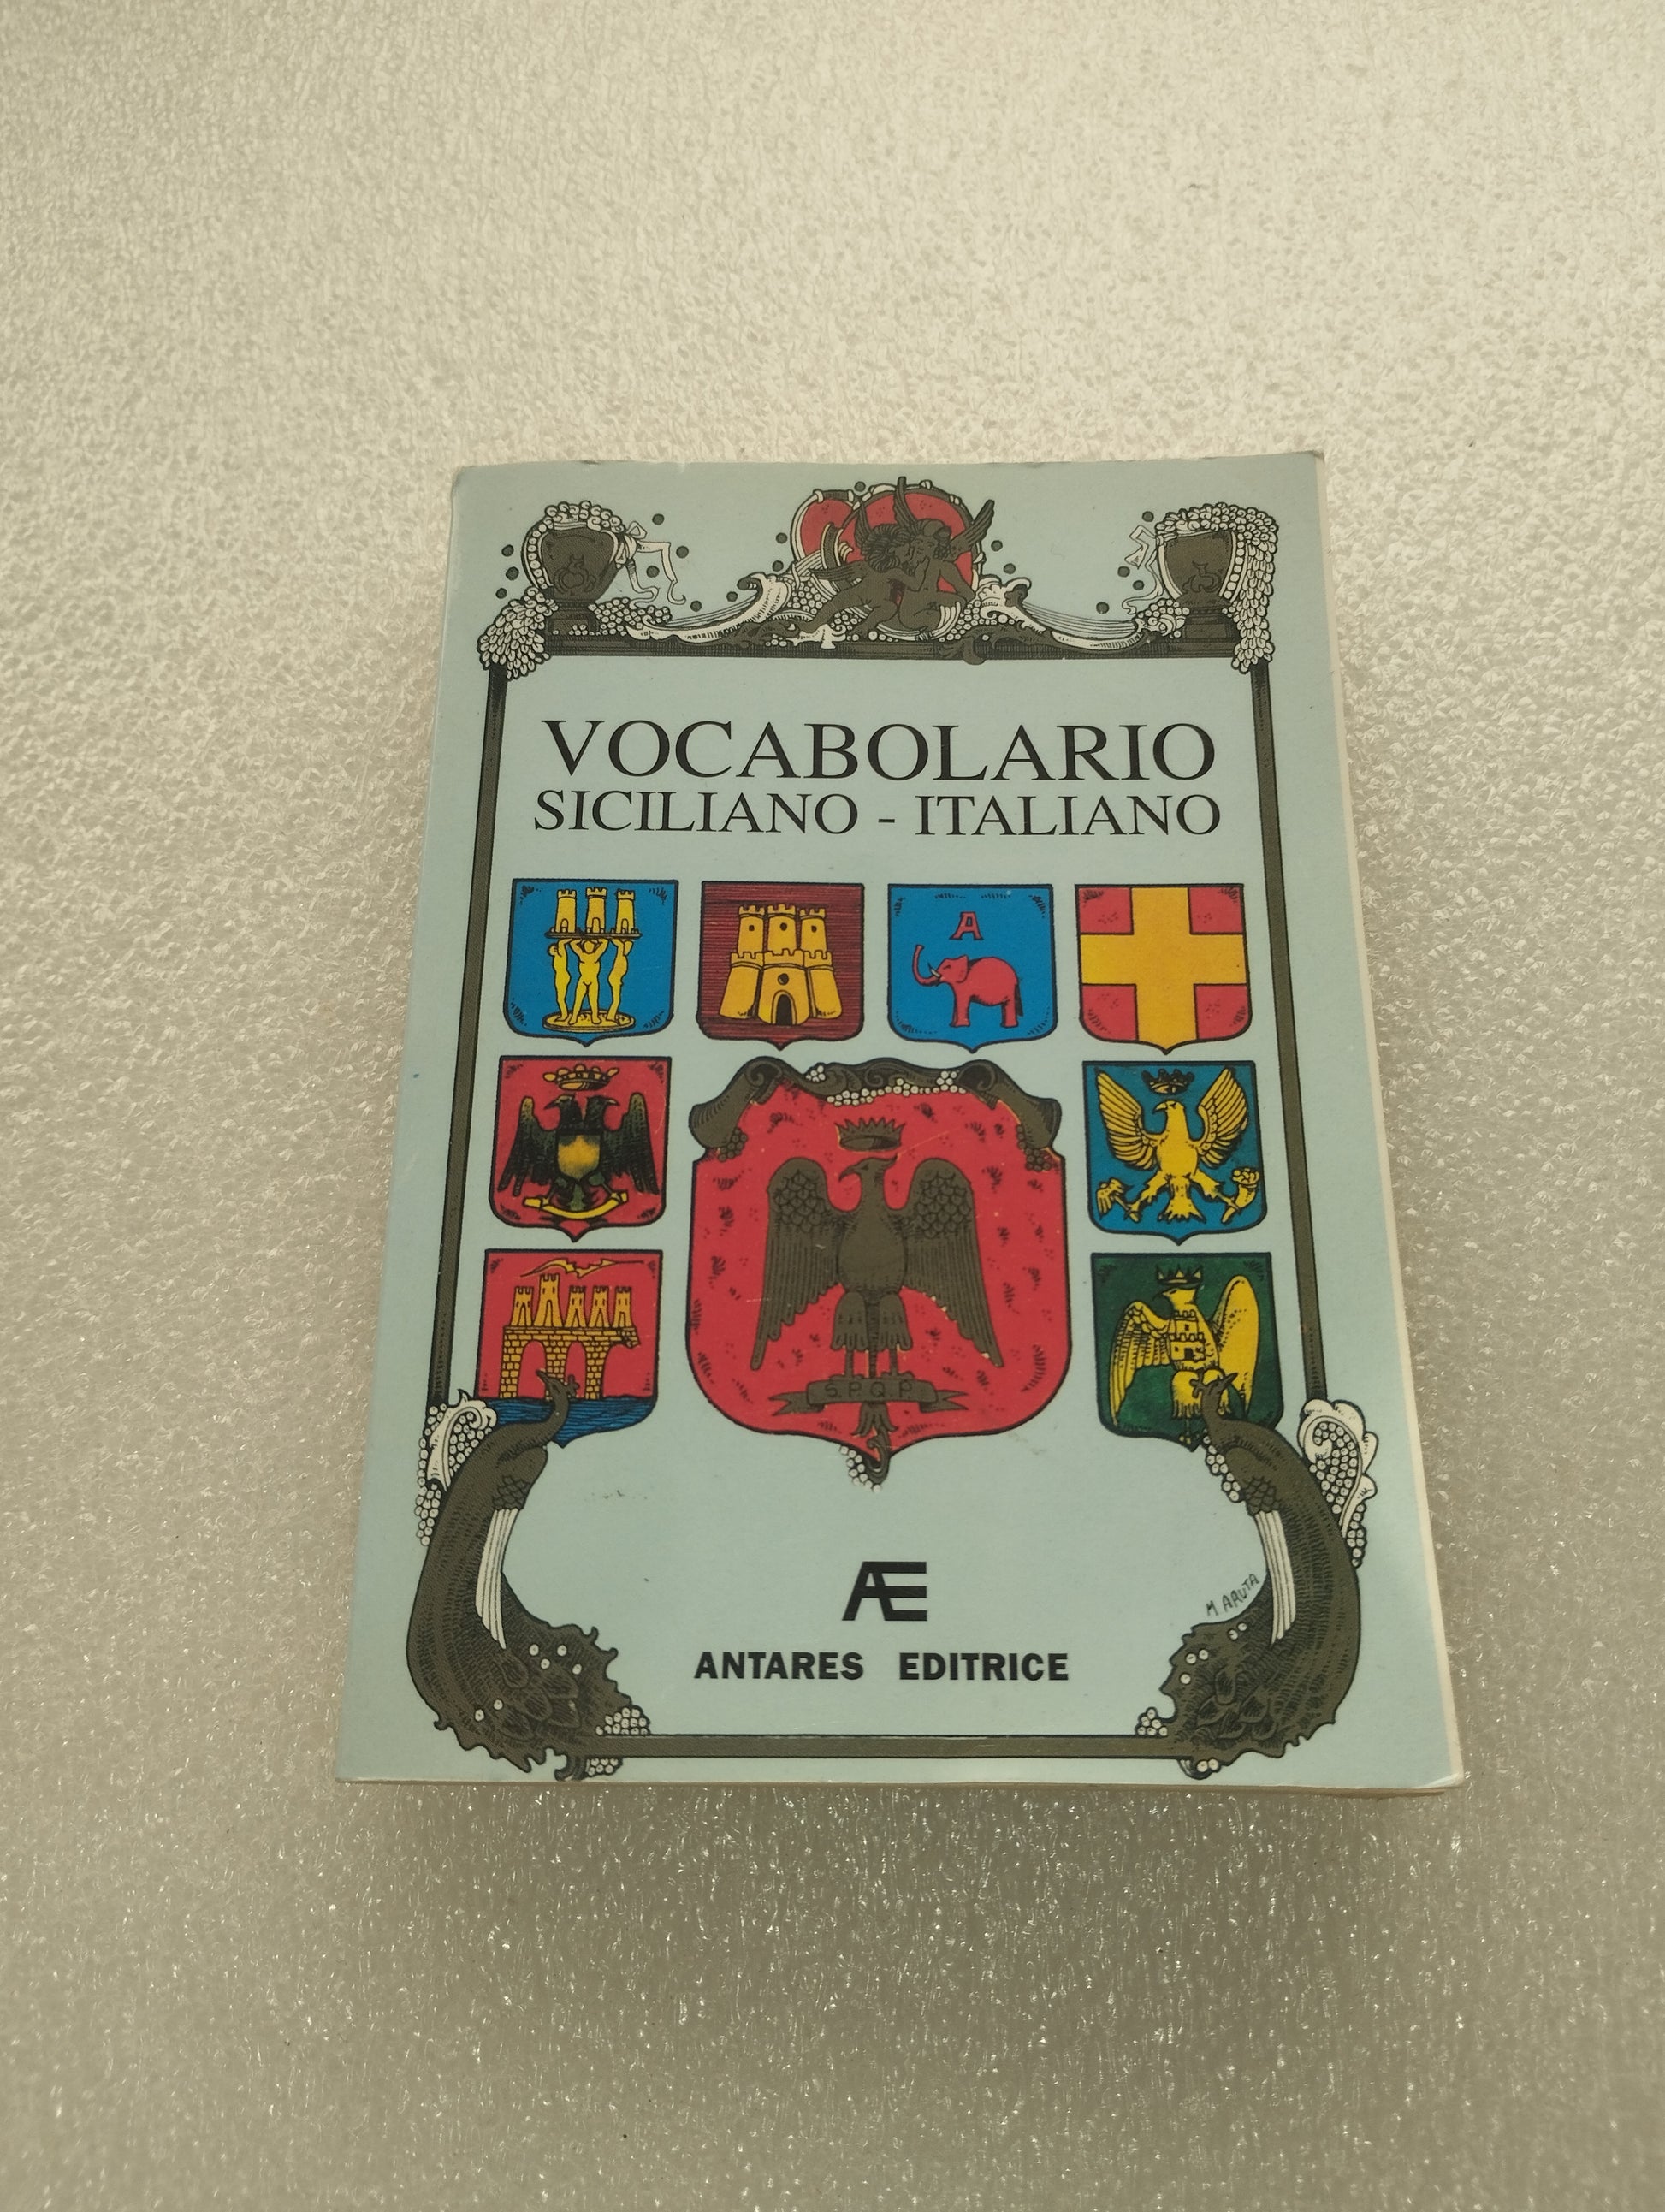 VOCABOLARIO
SICILIANO - ITALIANO
A
S.P.Q.P.
M. ARUTA
Æ
ANTARES EDITRICE